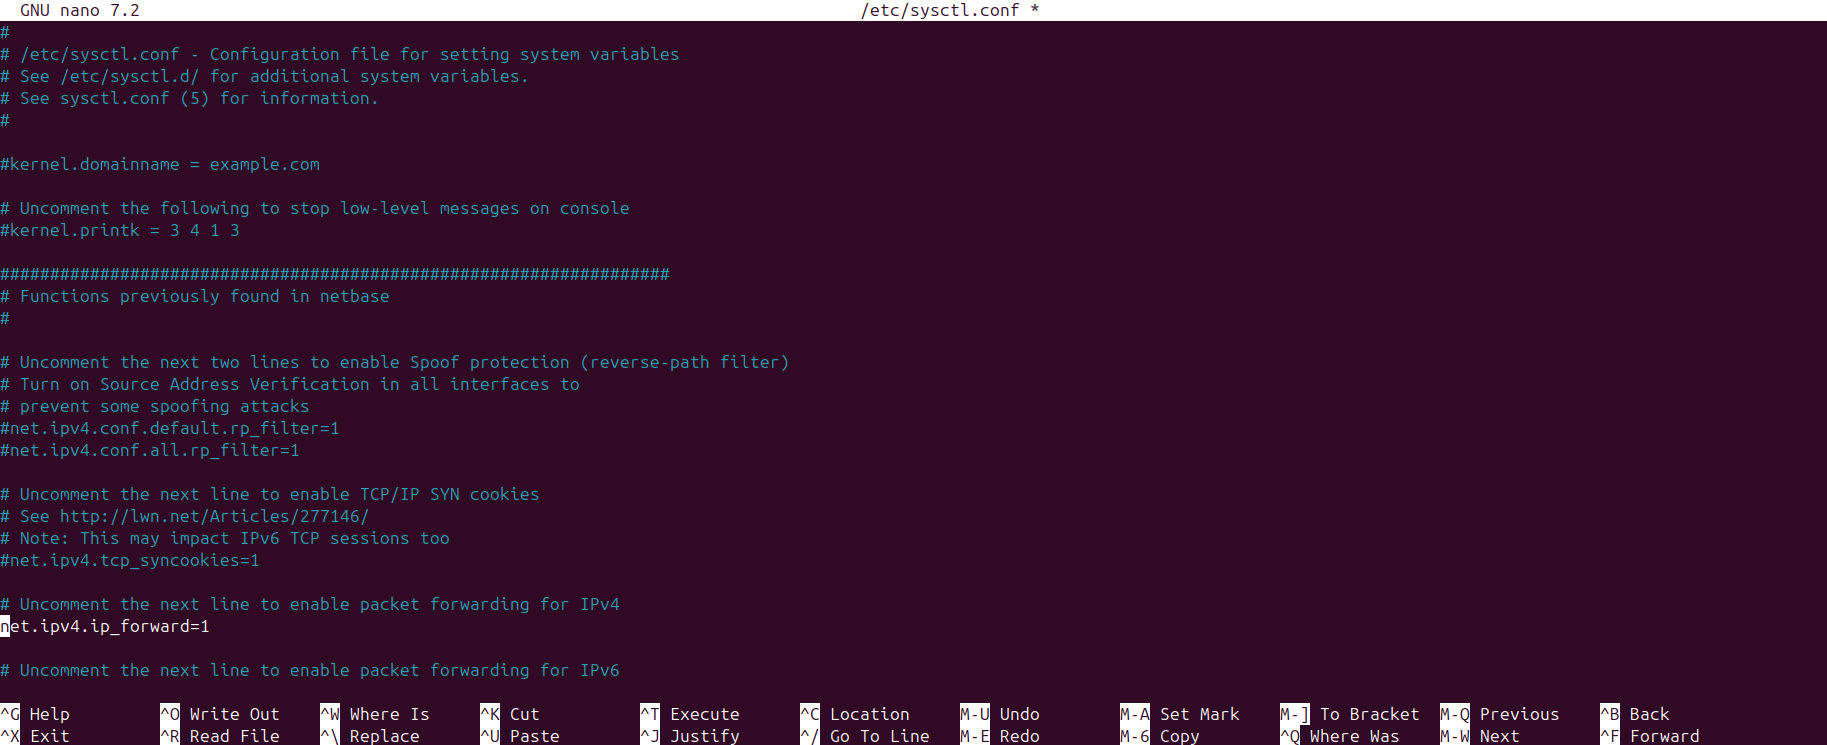 GNU nano 7.2 /etc/sysctl.conf *
#
# /etc/sysctl.conf - Configuration file for setting system variables
# See /etc/sysctl.d/ for additional system variables.
# See sysctl.conf (5) for information.
#
#kernel.domainname = example.com
# Uncomment the following to stop low-level messages on console
#kernel.printk = 3 4 1 3
###################################################################
# Functions previously found in netbase
#
# Uncomment the next two lines to enable Spoof protection (reverse-path filter)
# Turn on Source Address Verification in all interfaces to
# prevent some spoofing attacks
#net.ipv4.conf.default.rp_filter=1
#net.ipv4.conf.all.rp_filter=1
# Uncomment the next line to enable TCP/IP SYN cookies
# See http://lwn.net/Articles/277146/
# Note: This may impact IPv6 TCP sessions too
#net.ipv4.tcp_syncookies=1
# Uncomment the next line to enable packet forwarding for IPv4
net.ipv4.ip_forward=1
# Uncomment the next line to enable packet forwarding for IPv6
^G Help ^O Write Out ^W Where Is ^K Cut ^T Execute ^C Location M-U Undo M-A Set Mark M-] To Bracket M-Q Previous ^B Back
^X Exit ^R Read File ^\ Replace ^U Paste ^J Justify ^/ Go To Line M-E Redo M-6 Copy ^Q Where Was M-W Next ^F Forward